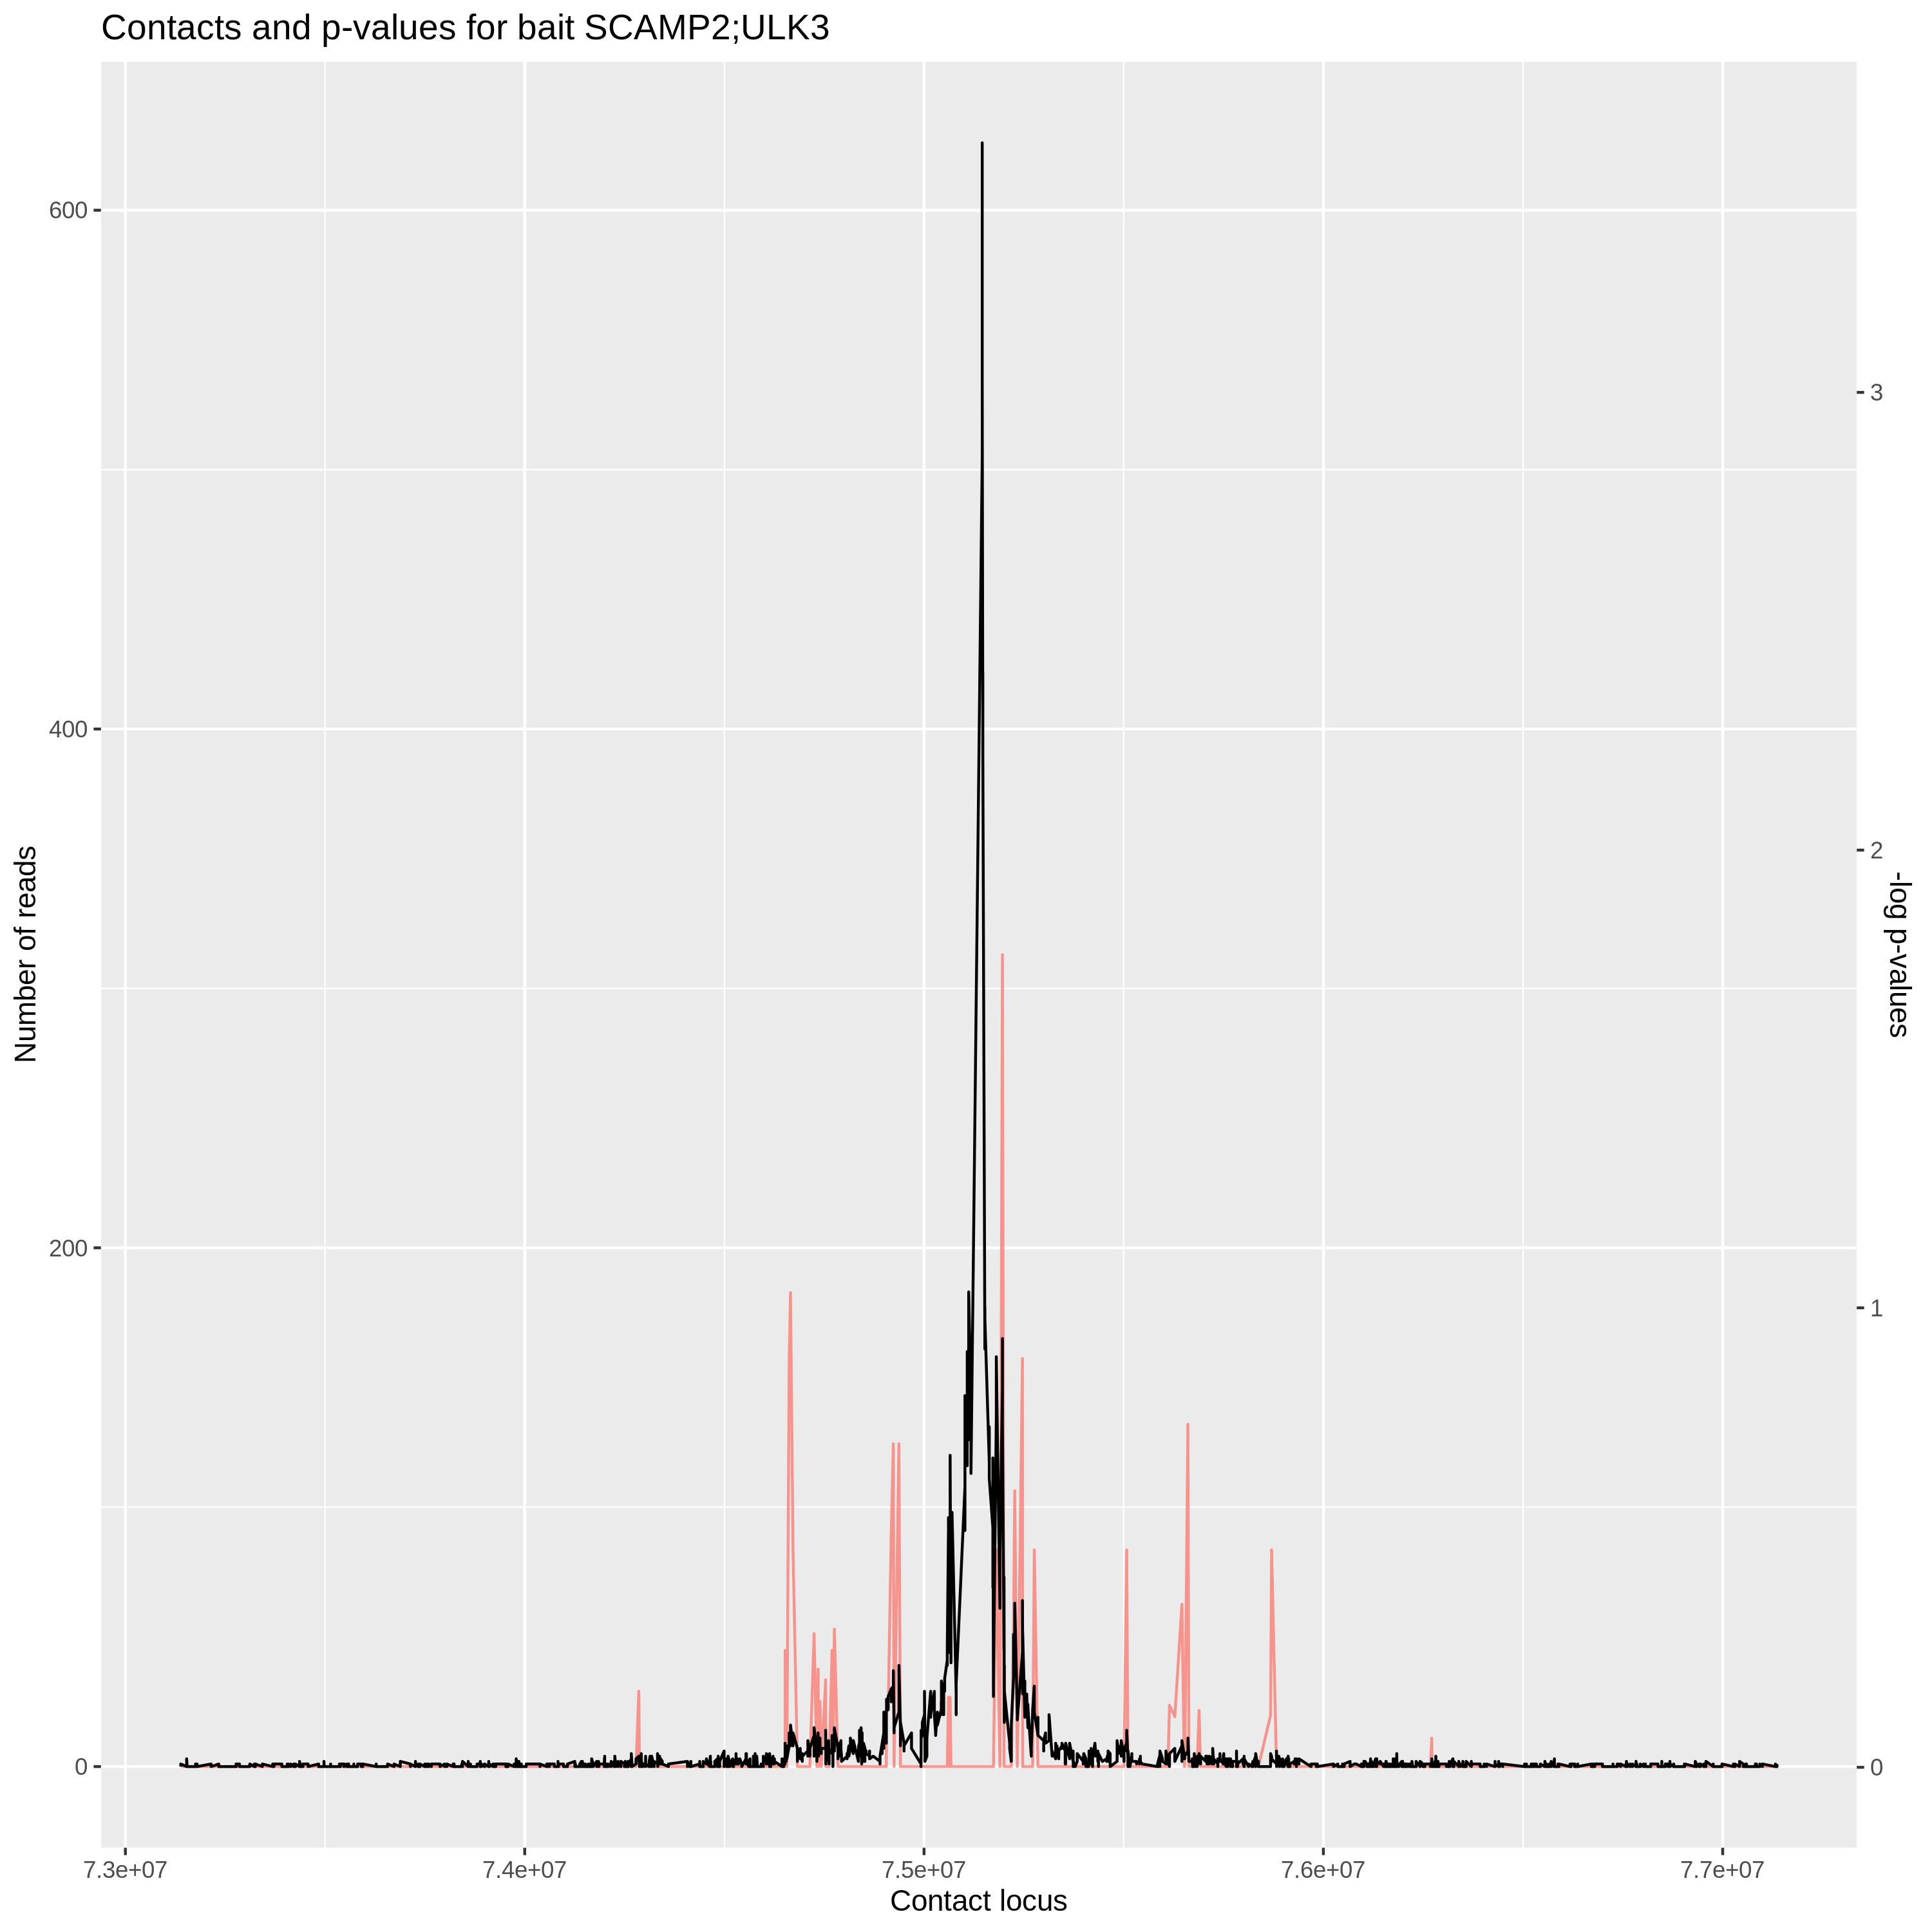 Contacts and p-values for bait SCAMP2;ULK3
600
400
200
0
Number of reads
3
2
1
0
-log p-values
7.3e+07
7.4e+07
7.5e+07
7.6e+07
7.7e+07
Contact locus